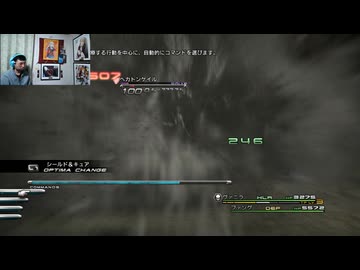 療する行動を中心に、自動的にコマンドを選びます。
607
ヘカトンケイル
246
シールド&キュア
OPTIMA CHANGE
COMMANDS
ヴァニラ HLR 3275
ファング DEF 5572